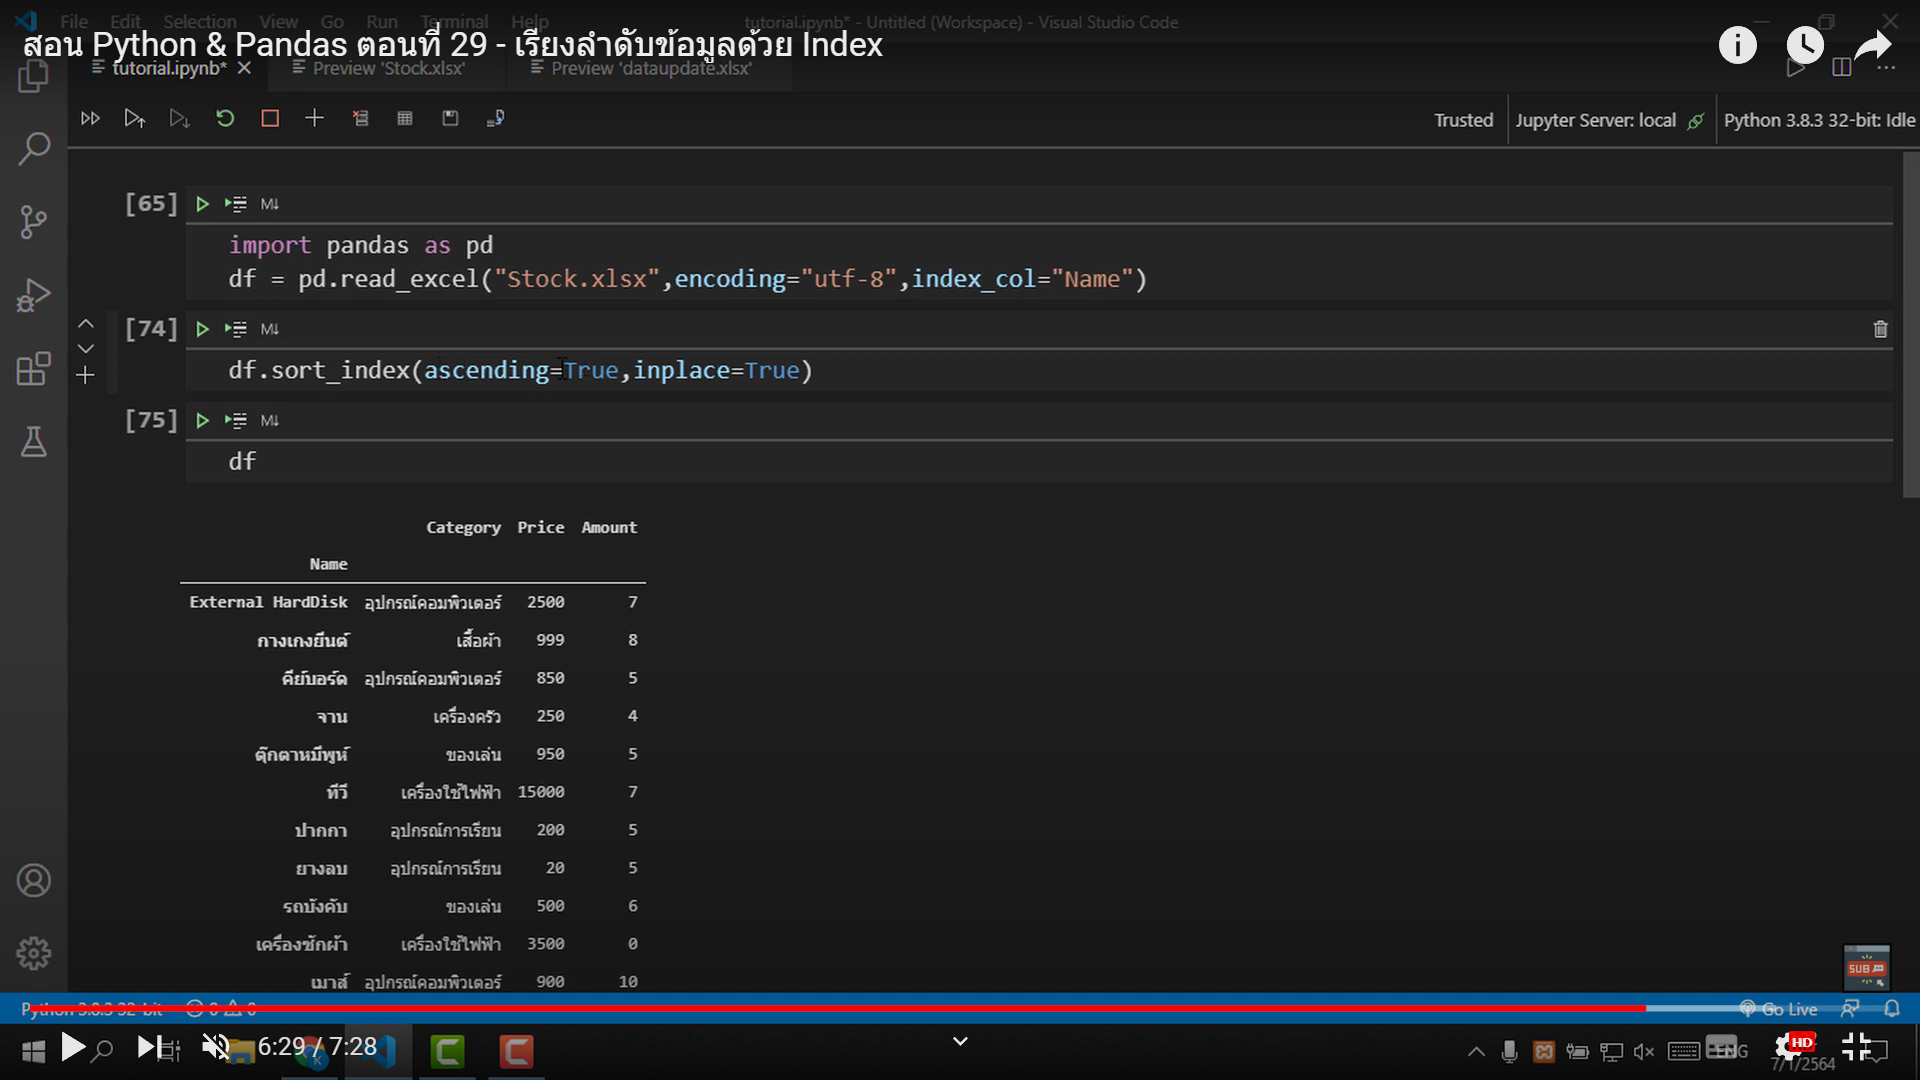 File Edit Selection View Go Run Terminal Help tutorial.ipynb* - Untitled (Workspace) - Visual Studio Code
สอน Python & Pandas ตอนที่ 29 - เรียงลำดับข้อมูลด้วย Index
tutorial.ipynb* Preview 'Stock.xlsx' Preview 'dataupdate.xlsx'
Trusted Jupyter Server: local Python 3.8.3 32-bit: Idle
[65] M↓
import pandas as pd
df = pd.read_excel("Stock.xlsx",encoding="utf-8",index_col="Name")
[74] M↓
df.sort_index(ascending=True,inplace=True)
[75] M↓
df
Category Price Amount
Name
External HardDisk อุปกรณ์คอมพิวเตอร์ 2500 7
กางเกงยีนต์ เสื้อผ้า 999 8
คีย์บอร์ด อุปกรณ์คอมพิวเตอร์ 850 5
จาน เครื่องครัว 250 4
ตุ๊กตาหมีพูห์ ของเล่น 950 5
ทีวี เครื่องใช้ไฟฟ้า 15000 7
ปากกา อุปกรณ์การเรียน 200 5
ยางลบ อุปกรณ์การเรียน 20 5
รถบังคับ ของเล่น 500 6
เครื่องซักผ้า เครื่องใช้ไฟฟ้า 3500 0
เมาส์ อุปกรณ์คอมพิวเตอร์ 900 10
SUB
Python 3.8.3 32-bit 0 0 Go Live
6:29 / 7:28 ENG HD
7/1/2564